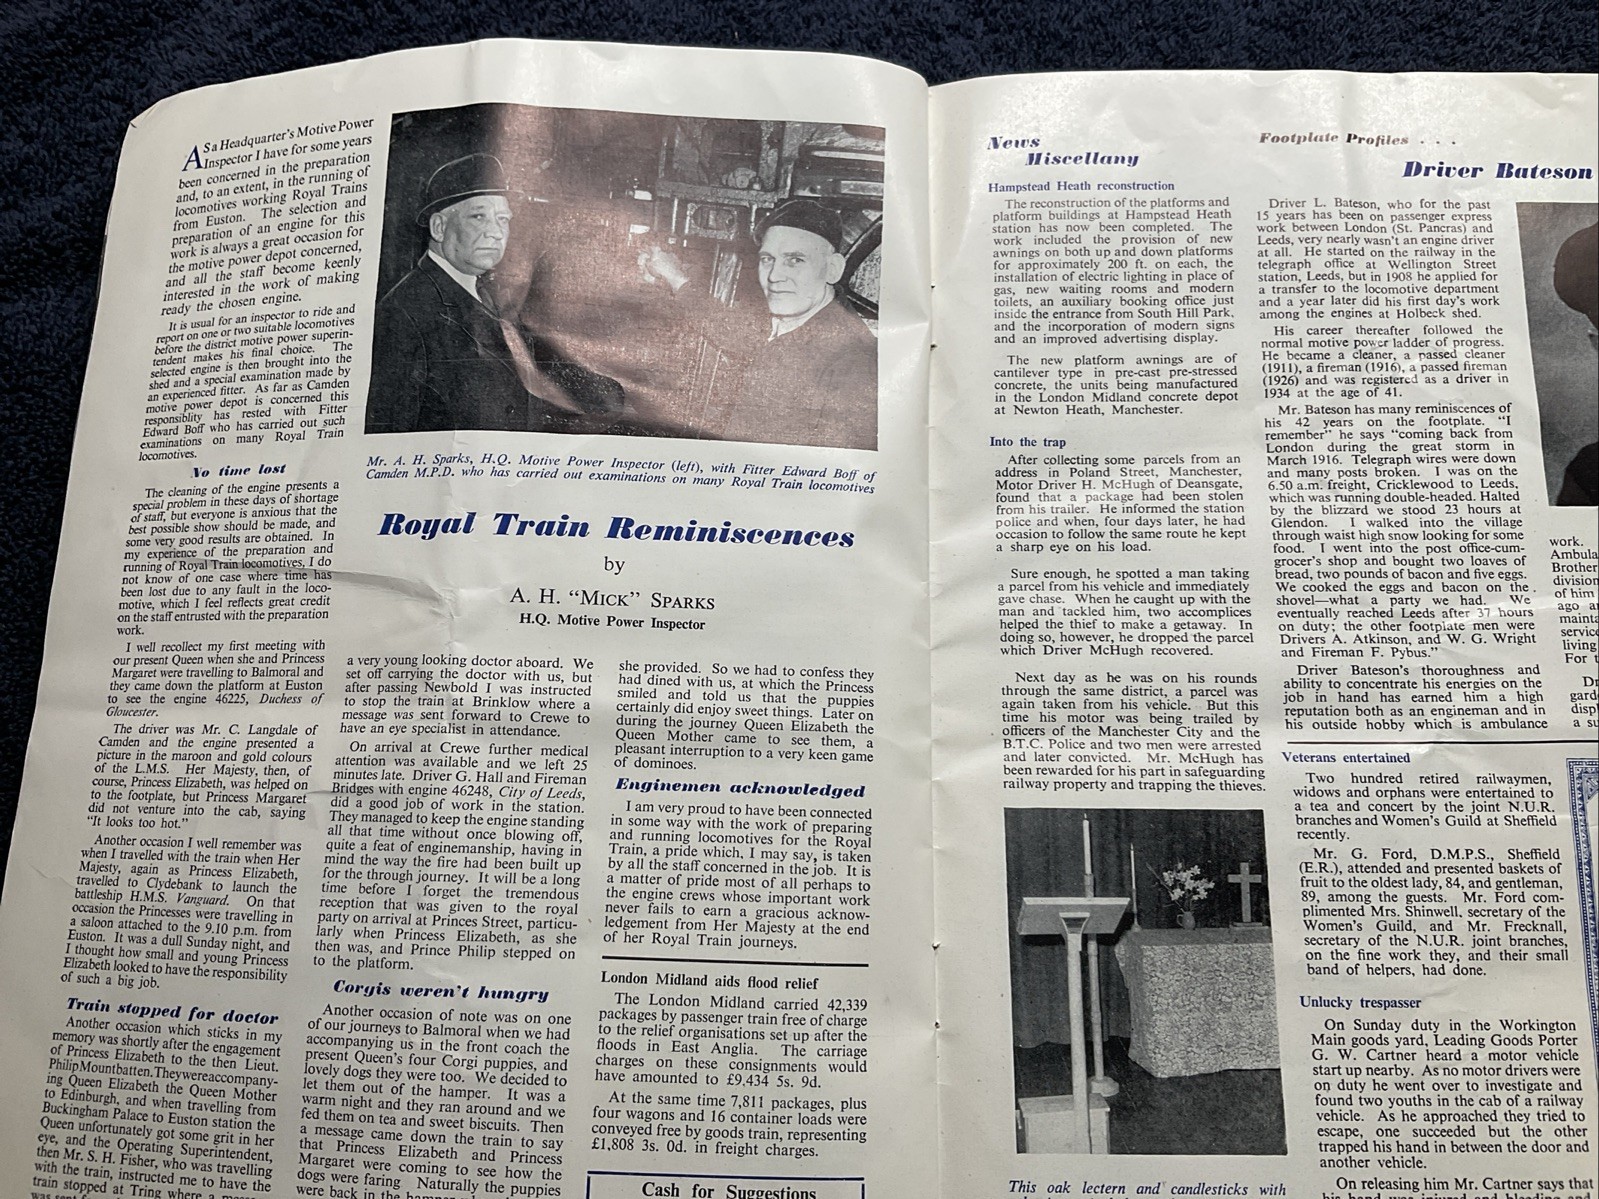 AS a Headquarter's Motive Power
Inspector I have for some years
been concerned in the preparation
and, to an extent, in the running of
locomotives working Royal Trains
from Euston. The selection and
preparation of an engine for this
work is always a great occasion for
the motive power depot concerned,
and all the staff become keenly
interested in the work of making
ready the chosen engine.
It is usual for an inspector to ride and
report on one or two suitable locomotives
before the district motive power superin-
tendent makes his final choice. The
selected engine is then brought into the
shed and a special examination made by
an experienced fitter. As far as Camden
motive power depot is concerned this
responsiblity has rested with Fitter
Edward Boff who has carried out such
examinations on many Royal Train
locomotives.
No time lost
The cleaning of the engine presents a
special problem in these days of shortage
of staff, but everyone is anxious that the
best possible show should be made, and
some very good results are obtained. In
my experience of the preparation and
running of Royal Train locomotives, I do
not know of one case where time has
been lost due to any fault in the loco-
motive, which I feel reflects great credit
on the staff entrusted with the preparation
work.
I well recollect my first meeting with
our present Queen when she and Princess
Margaret were travelling to Balmoral and
they came down the platform at Euston
to see the engine 46225, Duchess of
Gloucester.
The driver was Mr. C. Langdale of
Camden and the engine presented a
picture in the maroon and gold colours
of the L.M.S. Her Majesty, then, of
course, Princess Elizabeth, was helped on
to the footplate, but Princess Margaret
did not venture into the cab, saying
"It looks too hot."
Another occasion I well remember was
when I travelled with the train when Her
Majesty, again as Princess Elizabeth,
travelled to Clydebank to launch the
battleship H.M.S. Vanguard. On that
occasion the Princesses were travelling in
a saloon attached to the 9.10 p.m. from
Euston. It was a dull Sunday night, and
I thought how small and young Princess
Elizabeth looked to have the responsibility
of such a big job.
Train stopped for doctor
Another occasion which sticks in my
memory was shortly after the engagement
of Princess Elizabeth to the then Lieut.
Philip Mountbatten. They were accompany-
ing Queen Elizabeth the Queen Mother
to Edinburgh, and when travelling from
Buckingham Palace to Euston station the
Queen unfortunately got some grit in her
eye, and the Operating Superintendent,
then Mr. S. H. Fisher, who was travelling
with the train, instructed me to have the
train stopped at Tring where a
Mr. A. H. Sparks, H.Q. Motive Power Inspector (left), with Fitter Edward Boff of
Camden M.P.D. who has carried out examinations on many Royal Train locomotives
Royal Train Reminiscences
by
A. H. "MICK" SPARKS
H.Q. Motive Power Inspector
a very young looking doctor aboard. We
set off carrying the doctor with us, but
after passing Newbold I was instructed
to stop the train at Brinklow where a
message was sent forward to Crewe to
have an eye specialist in attendance.
On arrival at Crewe further medical
attention was available and we left 25
minutes late. Driver G. Hall and Fireman
Bridges with engine 46248, City of Leeds,
did a good job of work in the station.
They managed to keep the engine standing
all that time without once blowing off,
quite a feat of enginemanship, having in
mind the way the fire had been built up
for the through journey. It will be a long
time before I forget the tremendous
reception that was given to the royal
party on arrival at Princes Street, particu-
larly when Princess Elizabeth, as she
then was, and Prince Philip stepped on
to the platform.
Corgis weren't hungry
Another occasion of note was on one
of our journeys to Balmoral when we had
accompanying us in the front coach the
present Queen's four Corgi puppies, and
lovely dogs they were too. We decided to
let them out of the hamper. It was a
warm night and they ran around and we
fed them on tea and sweet biscuits. Then
a message came down the train to say
that Princess Elizabeth and Princess
Margaret were coming to see how the
dogs were faring Naturally the puppies
were back in the
she provided. So we had to confess they
had dined with us, at which the Princess
smiled and told us that the puppies
certainly did enjoy sweet things. Later on
during the journey Queen Elizabeth the
Queen Mother came to see them, a
pleasant interruption to a very keen game
of dominoes.
Enginemen acknowledged
I am very proud to have been connected
in some way with the work of preparing
and running locomotives for the Royal
Train, a pride which, I may say, is taken
by all the staff concerned in the job. It is
a matter of pride most of all perhaps to
the engine crews whose important work
never fails to earn a gracious acknow-
ledgement from Her Majesty at the end
of her Royal Train journeys.
London Midland aids flood relief
The London Midland carried 42,339
packages by passenger train free of charge
to the relief organisations set up after the
floods in East Anglia. The carriage
charges on these consignments would
have amounted to £9,434 5s. 9d.
At the same time 7,811 packages, plus
four wagons and 16 container loads were
conveyed free by goods train, representing
£1,808 3s. 0d. in freight charges.
Cash for Suggestions
News
Miscellany
Hampstead Heath reconstruction
The reconstruction of the platforms and
platform buildings at Hampstead Heath
station has now been completed. The
work included the provision of new
awnings on both up and down platforms
for approximately 200 ft. on each, the
installation of electric lighting in place of
gas, new waiting rooms and modern
toilets, an auxiliary booking office just
inside the entrance from South Hill Park,
and the incorporation of modern signs
and an improved advertising display.
The new platform awnings are of
cantilever type in pre-cast pre-stressed
concrete, the units being manufactured
in the London Midland concrete depot
at Newton Heath, Manchester.
Into the trap
After collecting some parcels from an
address in Poland Street, Manchester,
Motor Driver H. McHugh of Deansgate,
found that a package had been stolen
from his trailer. He informed the station
police and when, four days later, he had
occasion to follow the same route he kept
a sharp eye on his load.
Sure enough, he spotted a man taking
a parcel from his vehicle and immediately
gave chase. When he caught up with the
man and tackled him, two accomplices
helped the thief to make a getaway. In
doing so, however, he dropped the parcel
which Driver McHugh recovered.
Next day as he was on his rounds
through the same district, a parcel was
again taken from his vehicle. But this
time his motor was being trailed by
officers of the Manchester City and the
B.T.C. Police and two men were arrested
and later convicted. Mr. McHugh has
been rewarded for his part in safeguarding
railway property and trapping the thieves.
This oak lectern and candlesticks with
Footplate Profiles . . .
Driver Bateson
Driver L. Bateson, who for the past
15 years has been on passenger express
work between London (St. Pancras) and
Leeds, very nearly wasn't an engine driver
at all. He started on the railway in the
telegraph office at Wellington Street
station, Leeds, but in 1908 he applied for
a transfer to the locomotive department
and a year later did his first day's work
among the engines at Holbeck shed.
His career thereafter followed the
normal motive power ladder of progress.
He became a cleaner, a passed cleaner
(1911), a fireman (1916), a passed fireman
(1926) and was registered as a driver in
1934 at the age of 41.
Mr. Bateson has many reminiscences of
his 42 years on the footplate. "I
remember" he says "coming back from
London during the great storm in
March 1916. Telegraph wires were down
and many posts broken. I was on the
6.50 a.m. freight, Cricklewood to Leeds,
which was running double-headed. Halted
by the blizzard we stood 23 hours at
Glendon. I walked into the village
through waist high snow looking for some
food. I went into the post office-cum-
grocer's shop and bought two loaves of
bread, two pounds of bacon and five eggs.
We cooked the eggs and bacon on the
shovel—what a party we had. We
eventually reached Leeds after 37 hours
on duty; the other footplate men were
Drivers A. Atkinson, and W. G. Wright
and Fireman F. Pybus."
Driver Bateson's thoroughness and
ability to concentrate his energies on the
job in hand has earned him a high
reputation both as an engineman and in
his outside hobby which is ambulance
work.
Ambula
Brother
division
of him
ago a
maint
service
living
For t
D
gard
displ
a su
Veterans entertained
Two hundred retired railwaymen,
widows and orphans were entertained to
a tea and concert by the joint N.U.R.
branches and Women's Guild at Sheffield
recently.
Mr. G. Ford, D.M.P.S., Sheffield
(E.R.), attended and presented baskets of
fruit to the oldest lady, 84, and gentleman,
89, among the guests. Mr. Ford com-
plimented Mrs. Shinwell, secretary of the
Women's Guild, and Mr. Frecknall,
secretary of the N.U.R. joint branches,
on the fine work they, and their small
band of helpers, had done.
Unlucky trespasser
On Sunday duty in the Workington
Main goods yard, Leading Goods Porter
G. W. Cartner heard a motor vehicle
start up nearby. As no motor drivers were
on duty he went over to investigate and
found two youths in the cab of a railway
vehicle. As he approached they tried to
escape, one succeeded but the other
trapped his hand in between the door and
another vehicle.
On releasing him Mr. Cartner says that